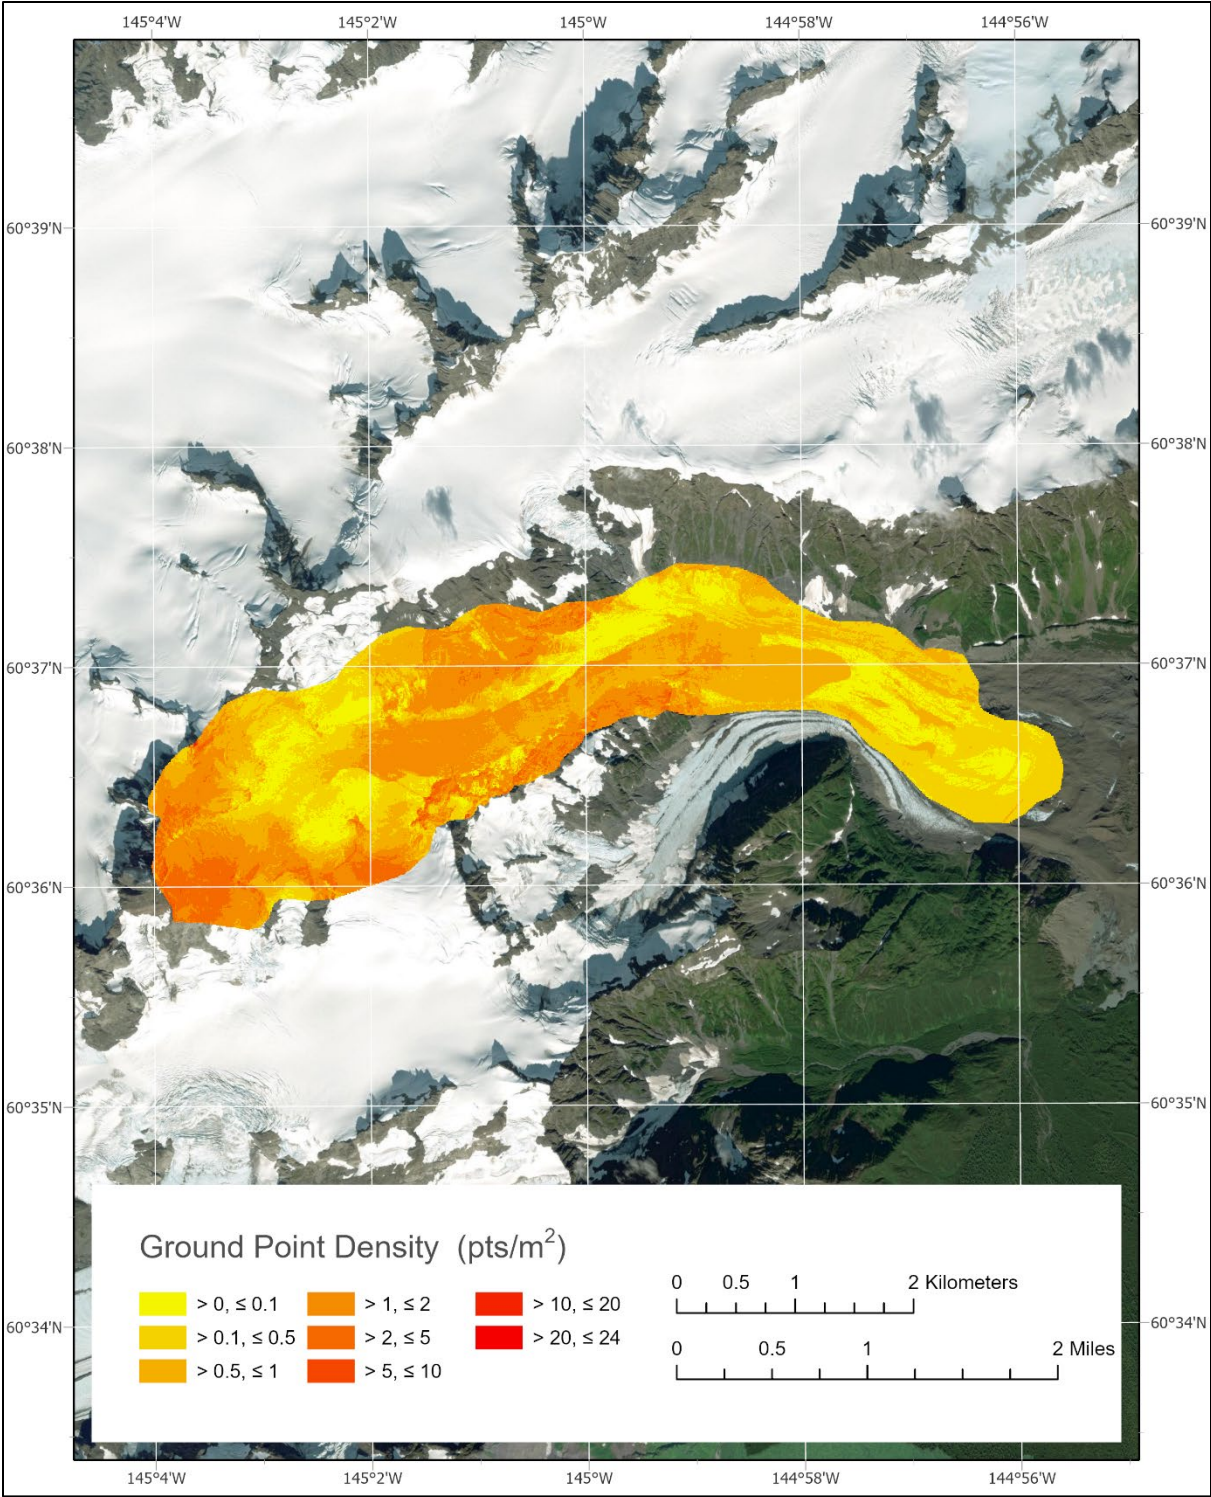 145°4'W 145°2'W 145°0'W 144°58'W 144°56'W
60°39'N 60°39'N
60°38'N 60°38'N
60°37'N 60°37'N
60°36'N 60°36'N
60°35'N 60°35'N
60°34'N 60°34'N
Ground Point Density (pts/m²)
> 0, ≤ 0.1 > 1, ≤ 2 > 10, ≤ 20
> 0.1, ≤ 0.5 > 2, ≤ 5 > 20, ≤ 24
> 0.5, ≤ 1 > 5, ≤ 10
0 0.5 1 2 Kilometers
0 0.5 1 2 Miles
145°4'W 145°2'W 145°0'W 144°58'W 144°56'W